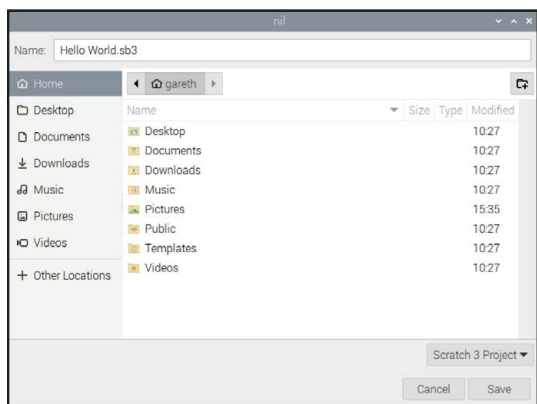 nil
Name: Hello World.sb3
Home
gareth
Desktop
Documents
Downloads
Music
Pictures
Videos
Other Locations
Name Size Type Modified
Desktop 10:27
Documents 10:27
Downloads 10:27
Music 10:27
Pictures 15:35
Public 10:27
Templates 10:27
Videos 10:27
Scratch 3 Project
Cancel Save